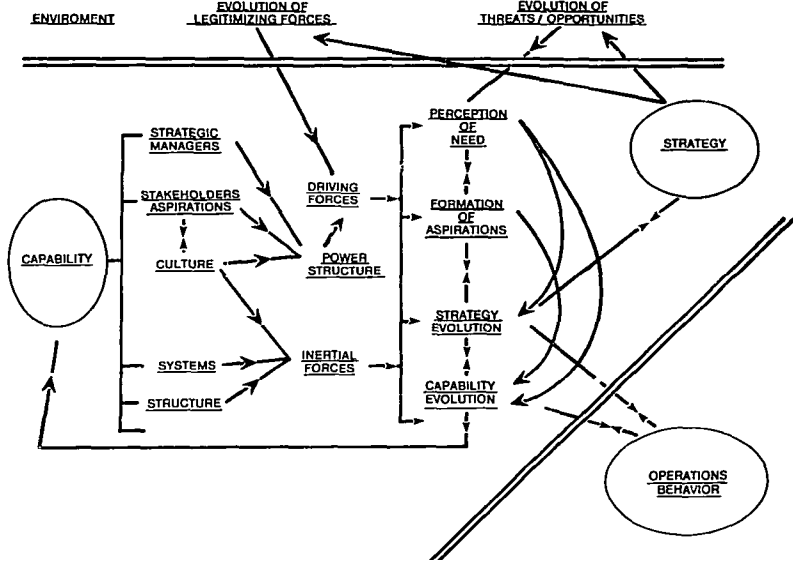 ENVIROMENT
EVOLUTION OF
LEGITIMIZING FORCES
EVOLUTION OF
THREATS / OPPORTUNITIES
STRATEGIC
MANAGERS
STAKEHOLDERS
ASPIRATIONS
CULTURE
SYSTEMS
STRUCTURE
CAPABILITY
DRIVING
FORCES
POWER
STRUCTURE
INERTIAL
FORCES
PERCEPTION
OF
NEED
FORMATION
OF
ASPIRATIONS
STRATEGY
EVOLUTION
CAPABILITY
EVOLUTION
STRATEGY
OPERATIONS
BEHAVIOR